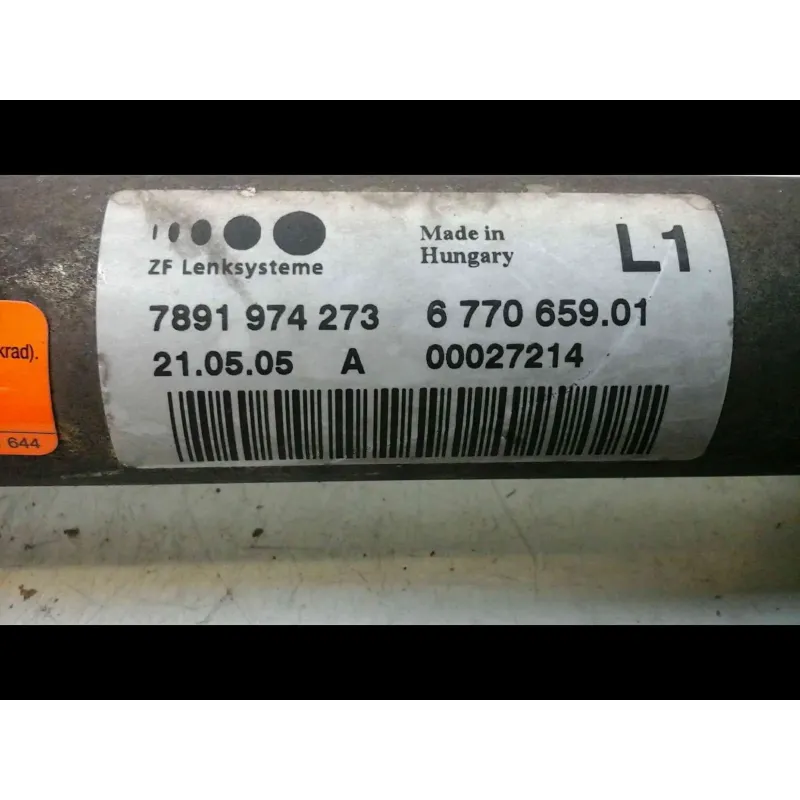 ZF Lenksysteme
Made in
Hungary
L1
7891 974 273 6 770 659.01
21.05.05 A 00027214
krad).
644